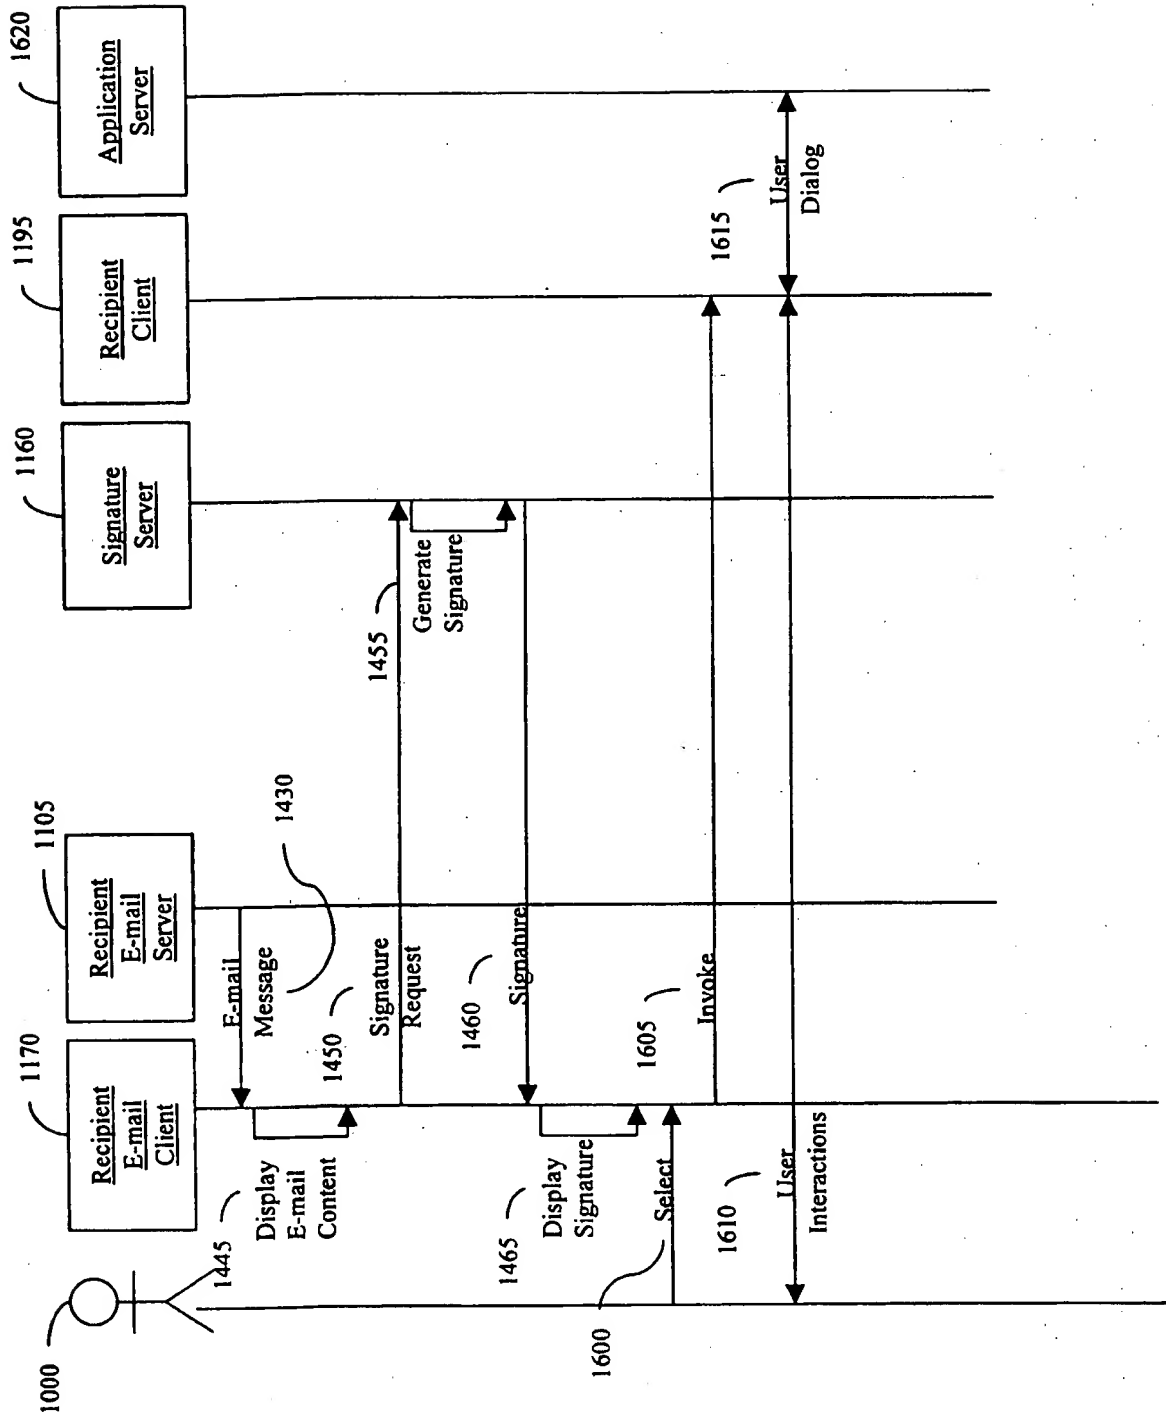 1000
1170
Recipient
E-mail
Client
1105
Recipient
E-mail
Server
1160
Signature
Server
1195
Recipient
Client
1620
Application
Server
E-mail
Message
1430
1445
Display
E-mail
Content
1450
Signature
Request
1455
Generate
Signature
1460
Signature
1465
Display
Signature
1600
Select
1605
Invoke
1610
User
Interactions
1615
User
Dialog